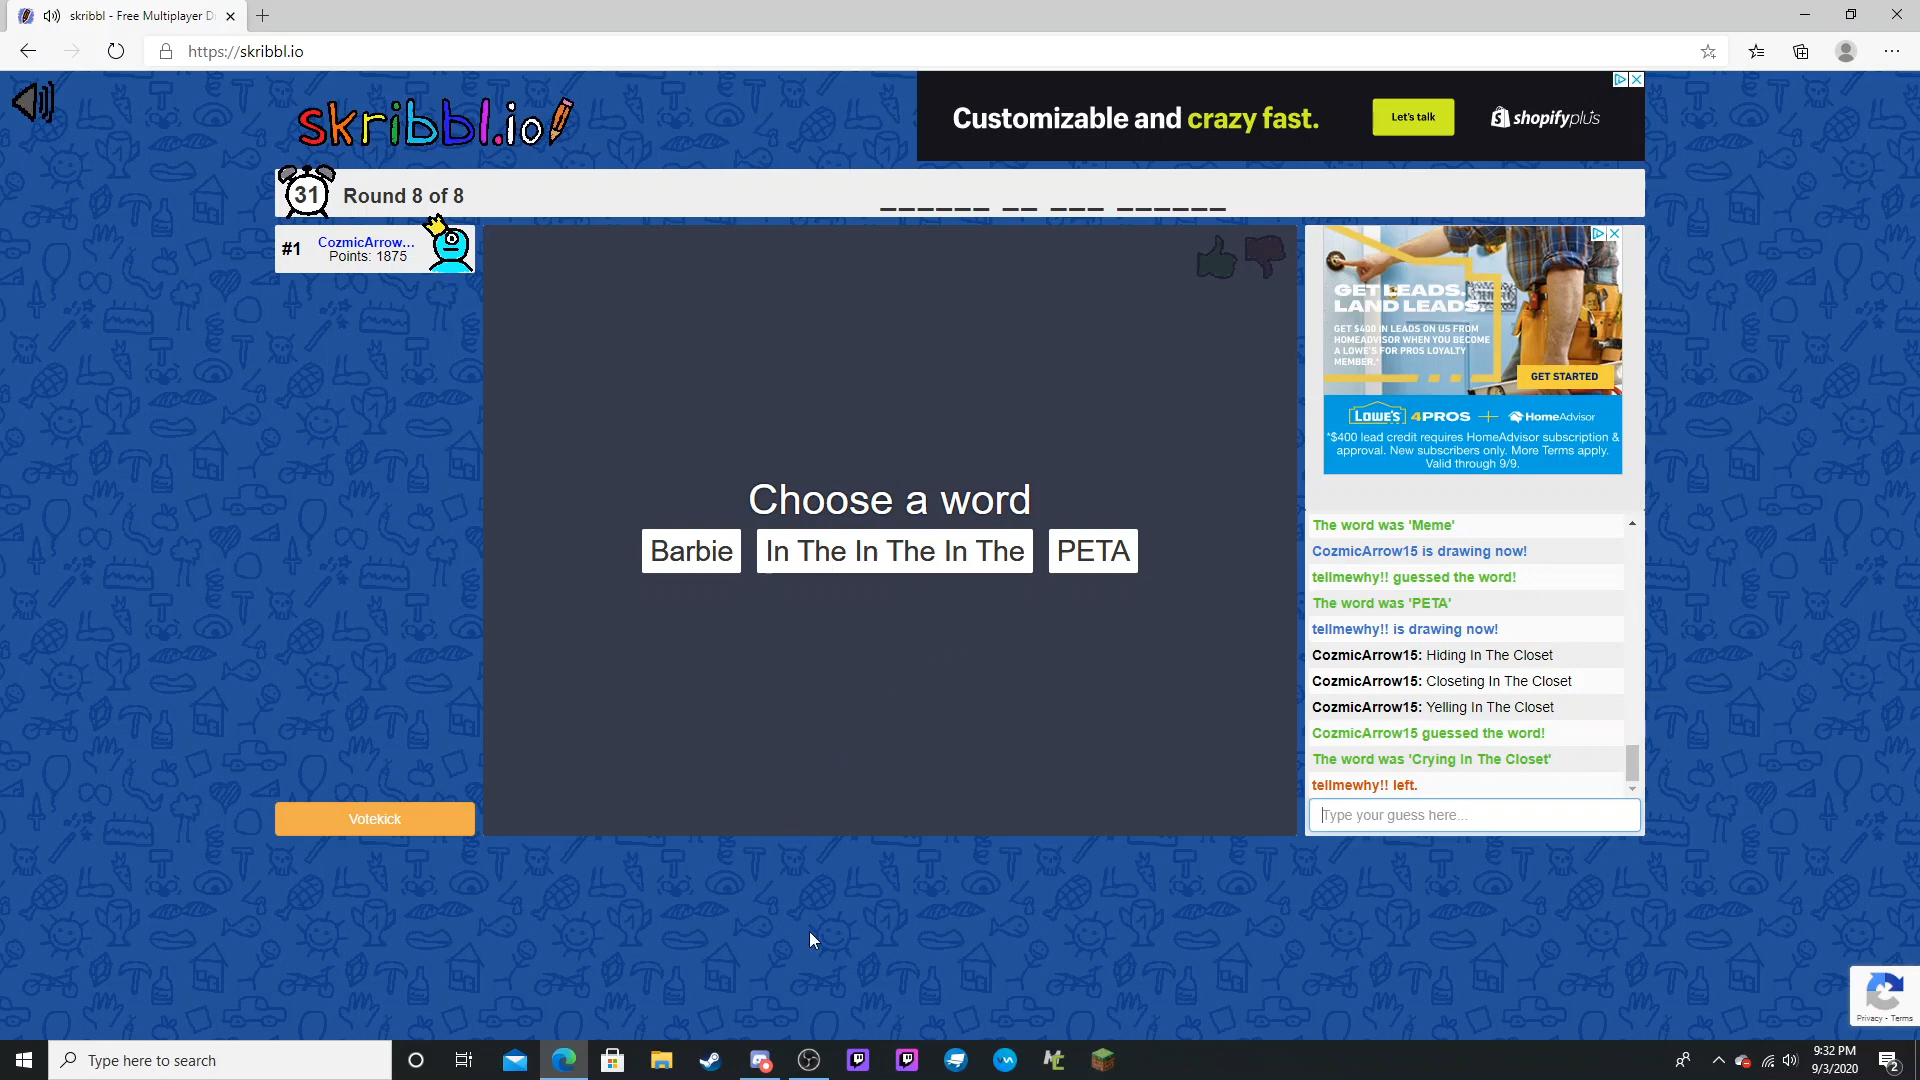 skribbl - Free Multiplayer D
https://skribbl.io
skribbl.io
Customizable and crazy fast.
Let's talk
shopifyplus
31
Round 8 of 8
______ __ ___ ______
#1
CozmicArrow...
Points: 1875
Choose a word
Barbie
In The In The In The
PETA
Votekick
GET LEADS.
LAND LEADS.
GET $400 IN LEADS ON US FROM
HOMEADVISOR WHEN YOU BECOME
A LOWE'S FOR PROS LOYALTY
MEMBER.*
GET STARTED
LOWE'S 4PROS + HomeAdvisor
*$400 lead credit requires HomeAdvisor subscription &
approval. New subscribers only. More Terms apply.
Valid through 9/9.
The word was 'Meme'
CozmicArrow15 is drawing now!
tellmewhy!! guessed the word!
The word was 'PETA'
tellmewhy!! is drawing now!
CozmicArrow15: Hiding In The Closet
CozmicArrow15: Closeting In The Closet
CozmicArrow15: Yelling In The Closet
CozmicArrow15 guessed the word!
The word was 'Crying In The Closet'
tellmewhy!! left.
Type your guess here...
Privacy - Terms
Type here to search
9:32 PM
9/3/2020
2